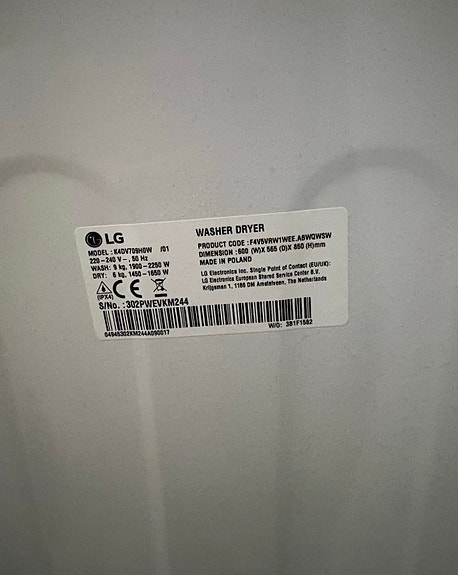 LG
WASHER DRYER
MODEL : K4DV709H0W /01
220 - 240 V~, 50 Hz
WASH: 9 kg, 1900-2250 W
DRY: 6 kg, 1450 - 1650 W
PRODUCT CODE : F4V5VRW1WEE.ABWQWSW
DIMENSION : 600 (W)X 565 (D)X 850 (H)mm
MADE IN POLAND
LG Electronics Inc. Single Point of Contact (EU/UK):
LG Electronics European Shared Service Center B.V.
Krijgsman 1, 1186 DM Amstelveen, The Netherlands
(IPX4)
CE
S/No. : 302PWEVKM244
W/O: 3B1F1582